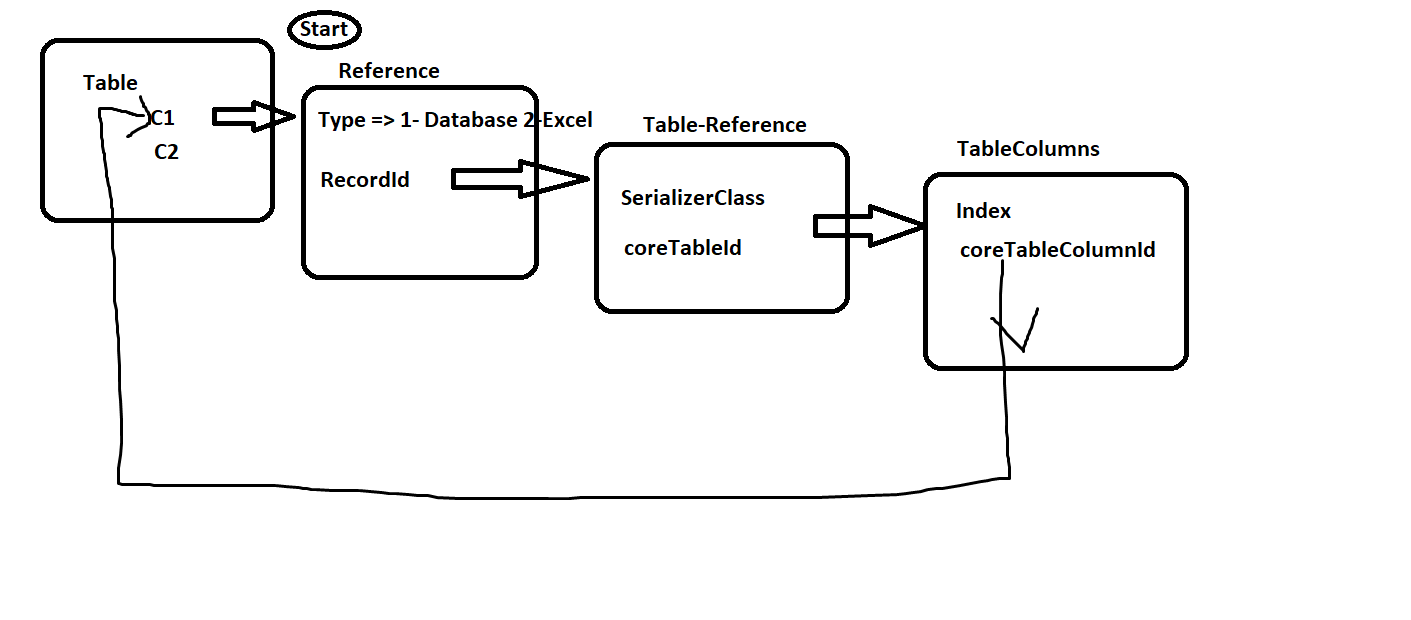 Start
Table
C1
C2
Reference
Type => 1- Database 2-Excel
RecordId
Table-Reference
SerializerClass
coreTableId
TableColumns
Index
coreTableColumnId